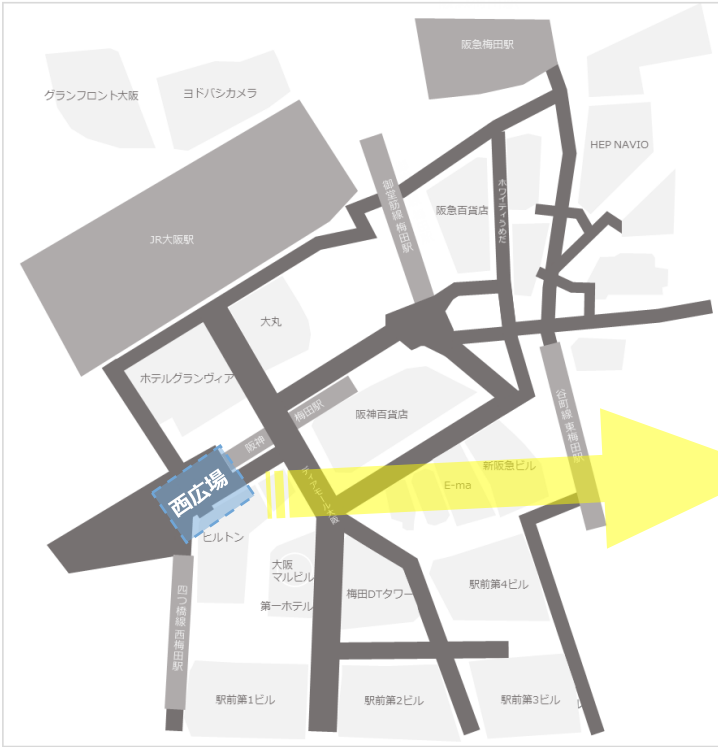 阪急梅田駅
グランフロント大阪
ヨドバシカメラ
HEP NAVIO
御堂筋線 梅田駅
ホワイティうめだ
阪急百貨店
JR大阪駅
大丸
ホテルグランヴィア
阪神 梅田駅
阪神百貨店
谷町線 東梅田駅
新阪急ビル
E-ma
西広場
ヒルトン
大阪
マルビル
第一ホテル
梅田DTタワー
駅前第4ビル
四つ橋線 西梅田駅
駅前第1ビル
駅前第2ビル
駅前第3ビル